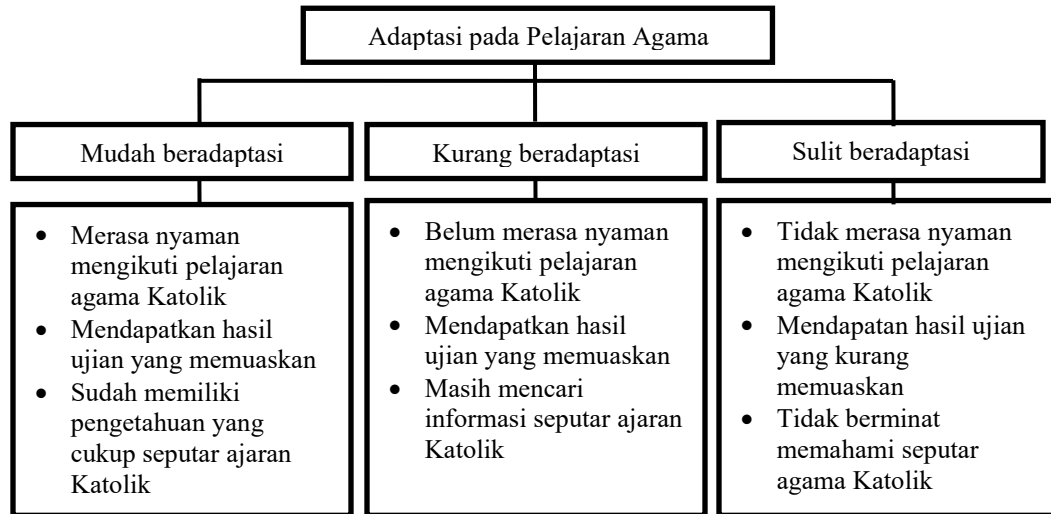 Adaptasi pada Pelajaran Agama
Mudah beradaptasi
Kurang beradaptasi
Sulit beradaptasi
• Merasa nyaman
mengikuti pelajaran
agama Katolik
• Mendapatkan hasil
ujian yang memuaskan
• Sudah memiliki
pengetahuan yang
cukup seputar ajaran
Katolik
• Belum merasa nyaman
mengikuti pelajaran
agama Katolik
• Mendapatkan hasil
ujian yang memuaskan
• Masih mencari
informasi seputar ajaran
Katolik
• Tidak merasa nyaman
mengikuti pelajaran
agama Katolik
• Mendapatan hasil ujian
yang kurang
memuaskan
• Tidak berminat
memahami seputar
agama Katolik